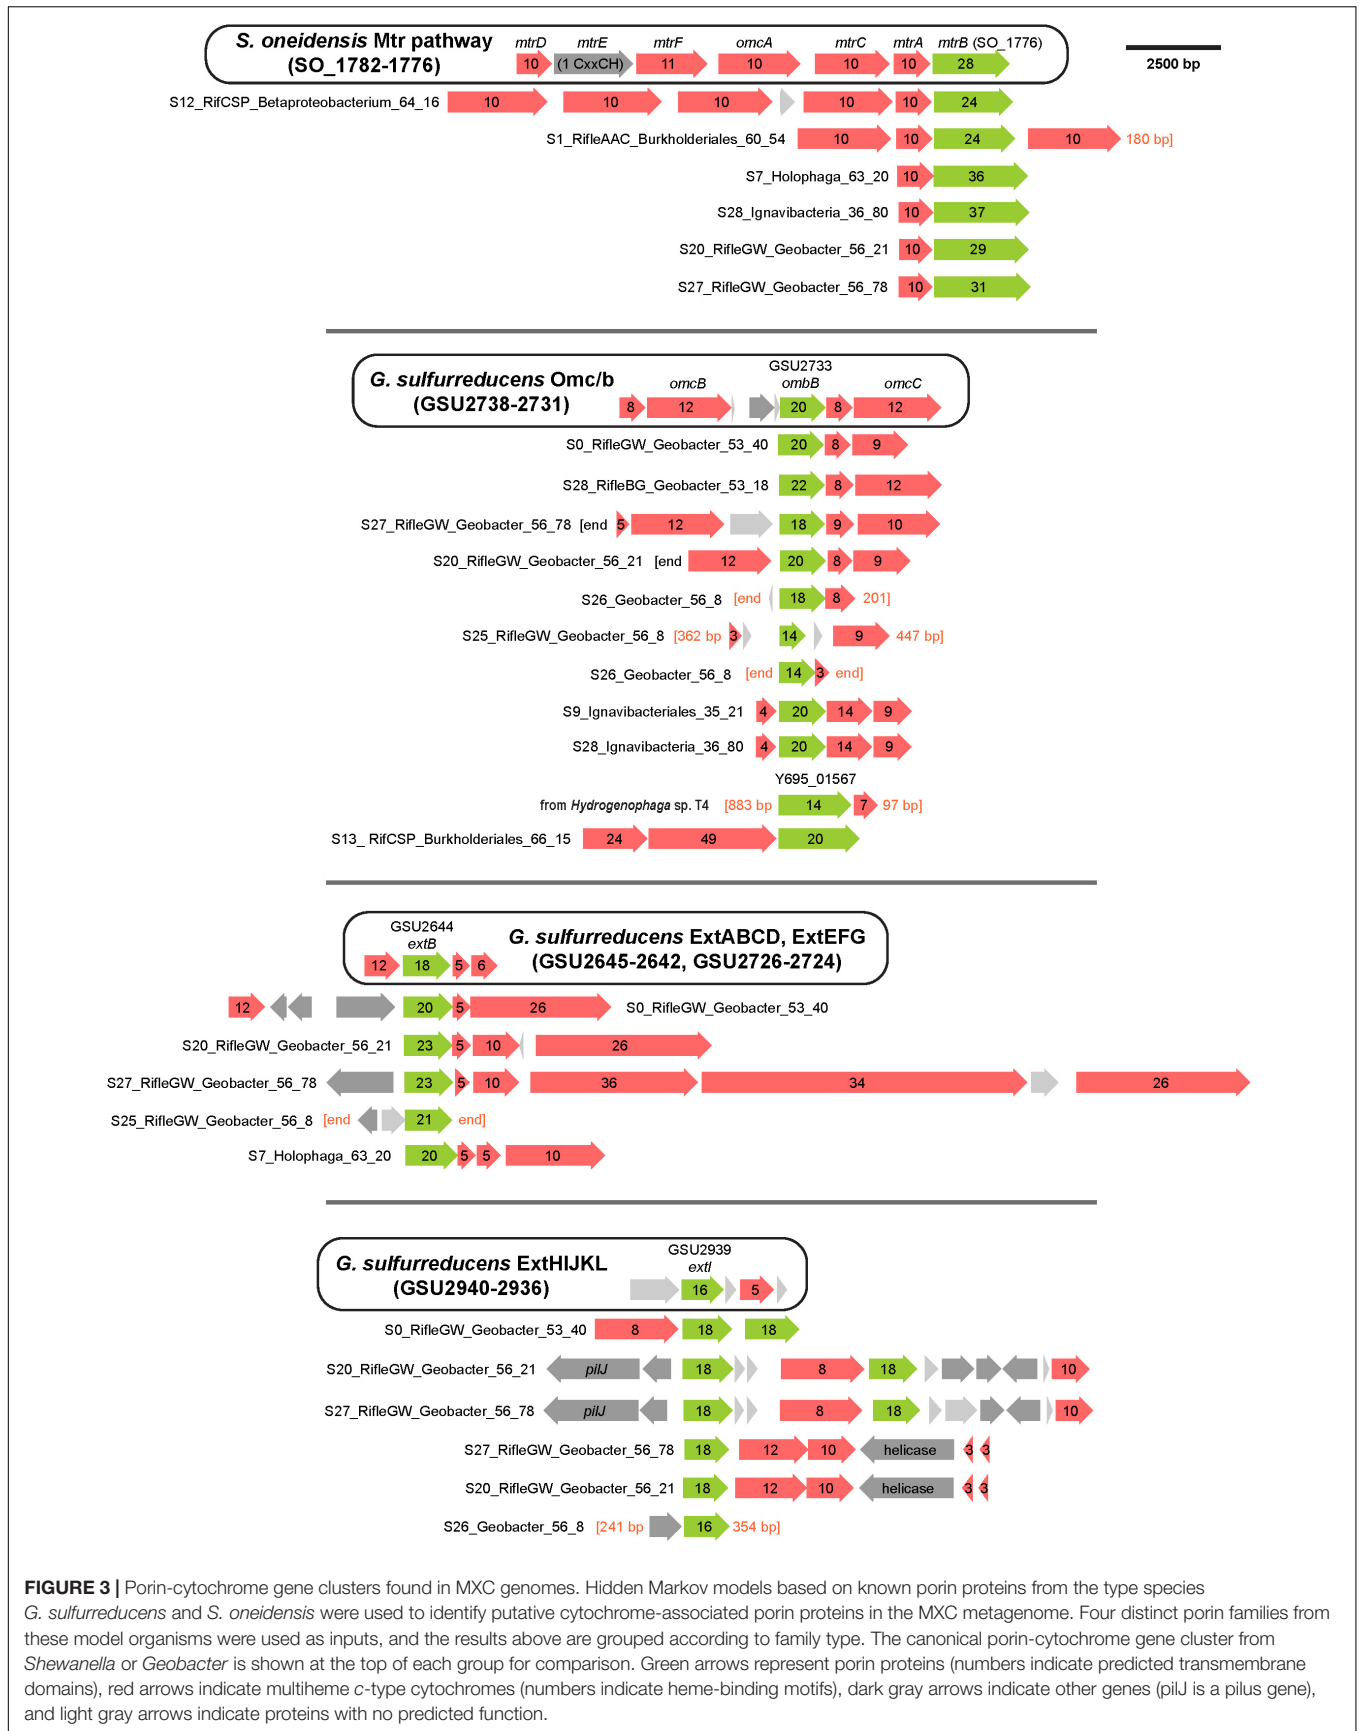 S. oneidensis Mtr pathway
(SO_1782-1776)
mtrD mtrE mtrF omcA mtrC mtrA mtrB (SO_1776)
10 (1 CxxCH) 11 10 10 10 28
2500 bp
S12_RifCSP_Betaproteobacterium_64_16 10 10 10 10 10 24
S1_RifleAAC_Burkholderiales_60_54 10 10 24 10 180 bp]
S7_Holophaga_63_20 10 36
S28_Ignavibacteria_36_80 10 37
S20_RifleGW_Geobacter_56_21 10 29
S27_RifleGW_Geobacter_56_78 10 31
G. sulfurreducens Omc/b
(GSU2738-2731)
GSU2733
omcB ombB omcC
8 12 20 8 12
S0_RifleGW_Geobacter_53_40 20 8 9
S28_RifleBG_Geobacter_53_18 22 8 12
S27_RifleGW_Geobacter_56_78 [end 5 12 18 9 10
S20_RifleGW_Geobacter_56_21 [end 12 20 8 9
S26_Geobacter_56_8 [end 18 8 201]
S25_RifleGW_Geobacter_56_8 [362 bp 3 14 9 447 bp]
S26_Geobacter_56_8 [end 14 3 end]
S9_Ignavibacteriales_35_21 4 20 14 9
S28_Ignavibacteria_36_80 4 20 14 9
Y695_01567
from Hydrogenophaga sp. T4 [883 bp 14 7 97 bp]
S13_ RifCSP_Burkholderiales_66_15 24 49 20
GSU2644
extB
12 18 5 6
G. sulfurreducens ExtABCD, ExtEFG
(GSU2645-2642, GSU2726-2724)
12 20 5 26 S0_RifleGW_Geobacter_53_40
S20_RifleGW_Geobacter_56_21 23 5 10 26
S27_RifleGW_Geobacter_56_78 23 5 10 36 34 26
S25_RifleGW_Geobacter_56_8 [end 21 end]
S7_Holophaga_63_20 20 5 5 10
G. sulfurreducens ExtHIJKL
(GSU2940-2936)
GSU2939
extI
16 5
S0_RifleGW_Geobacter_53_40 8 18 18
S20_RifleGW_Geobacter_56_21 pilJ 18 8 18 10
S27_RifleGW_Geobacter_56_78 pilJ 18 8 18 10
S27_RifleGW_Geobacter_56_78 18 12 10 helicase 3 3
S20_RifleGW_Geobacter_56_21 18 12 10 helicase 3 3
S26_Geobacter_56_8 [241 bp 16 354 bp]
FIGURE 3 | Porin-cytochrome gene clusters found in MXC genomes. Hidden Markov models based on known porin proteins from the type species
G. sulfurreducens and S. oneidensis were used to identify putative cytochrome-associated porin proteins in the MXC metagenome. Four distinct porin families from
these model organisms were used as inputs, and the results above are grouped according to family type. The canonical porin-cytochrome gene cluster from
Shewanella or Geobacter is shown at the top of each group for comparison. Green arrows represent porin proteins (numbers indicate predicted transmembrane
domains), red arrows indicate multiheme c-type cytochromes (numbers indicate heme-binding motifs), dark gray arrows indicate other genes (pilJ is a pilus gene),
and light gray arrows indicate proteins with no predicted function.